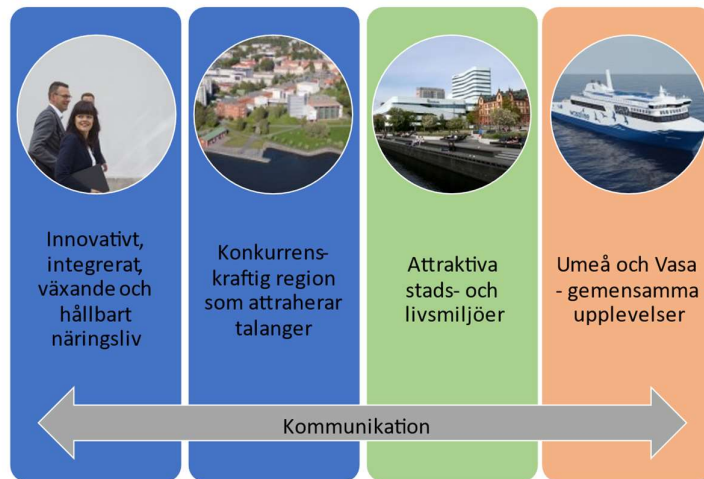 Innovativt,
integrerat,
växande och
hållbart
näringsliv
Konkurrens-
kraftig region
som attraherar
talanger
Attraktiva
stads- och
livsmiljöer
Umeå och Vasa
- gemensamma
upplevelser
Kommunikation